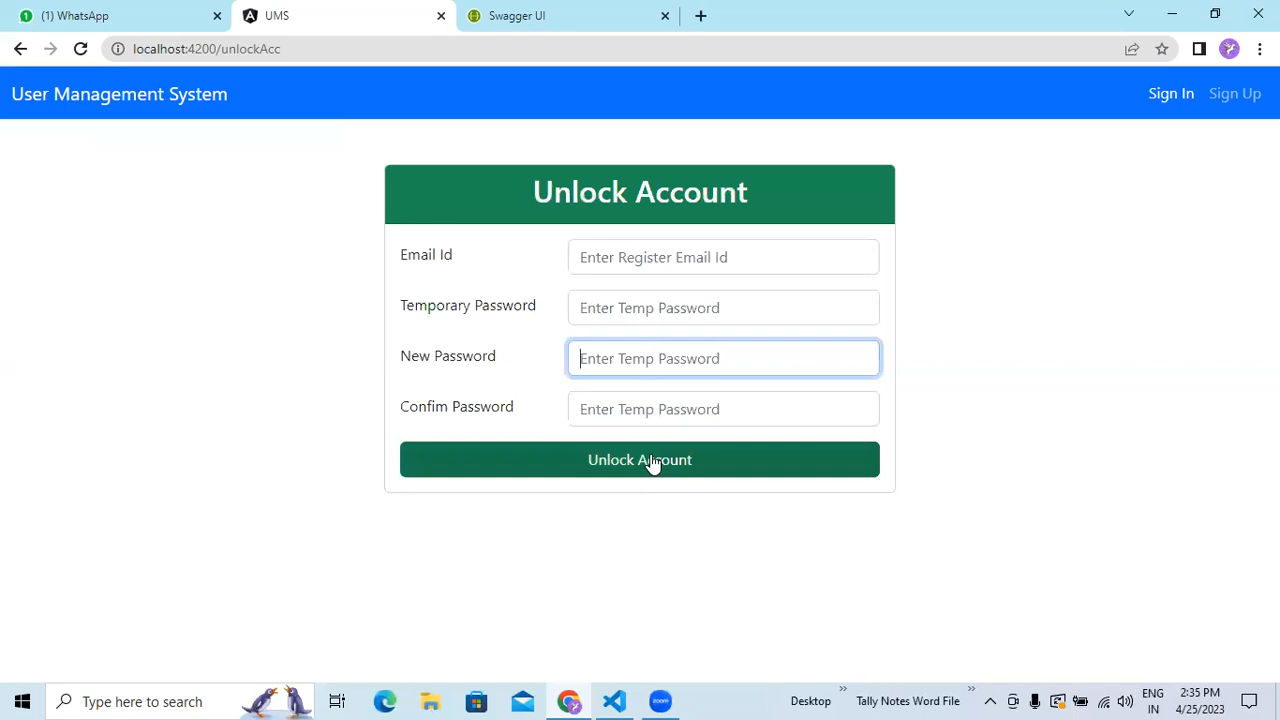 (1) WhatsApp
UMS
Swagger UI
localhost:4200/unlockAcc
User Management System
Sign In
Sign Up
Unlock Account
Email Id
Enter Register Email Id
Temporary Password
Enter Temp Password
New Password
Enter Temp Password
Confim Password
Enter Temp Password
Unlock Account
Type here to search
zoom
Desktop
Tally Notes Word File
ENG
IN
2:35 PM
4/25/2023